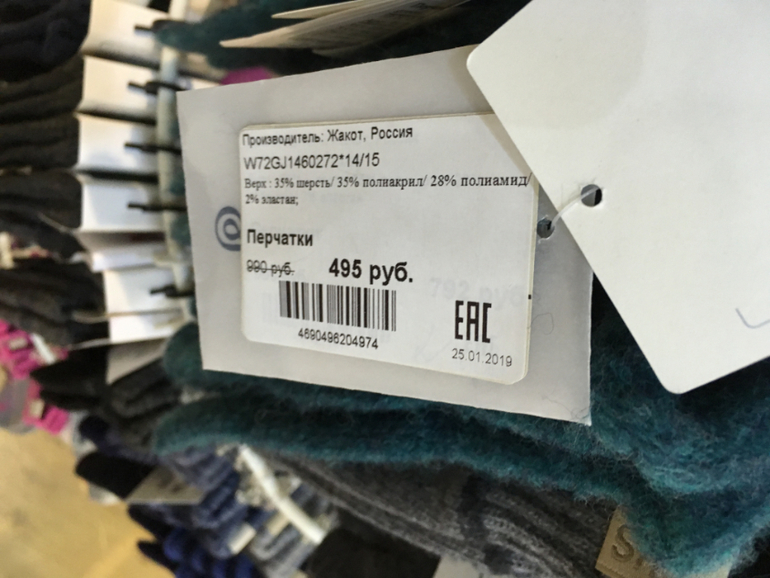 Производитель: Жакот, Россия
W72GJ1460272*14/15
Верх : 35% шерсть/ 35% полиакрил/ 28% полиамид/
2% эластан;
Перчатки
990 руб. 495 руб.
4690496204974
EAC
25.01.2019